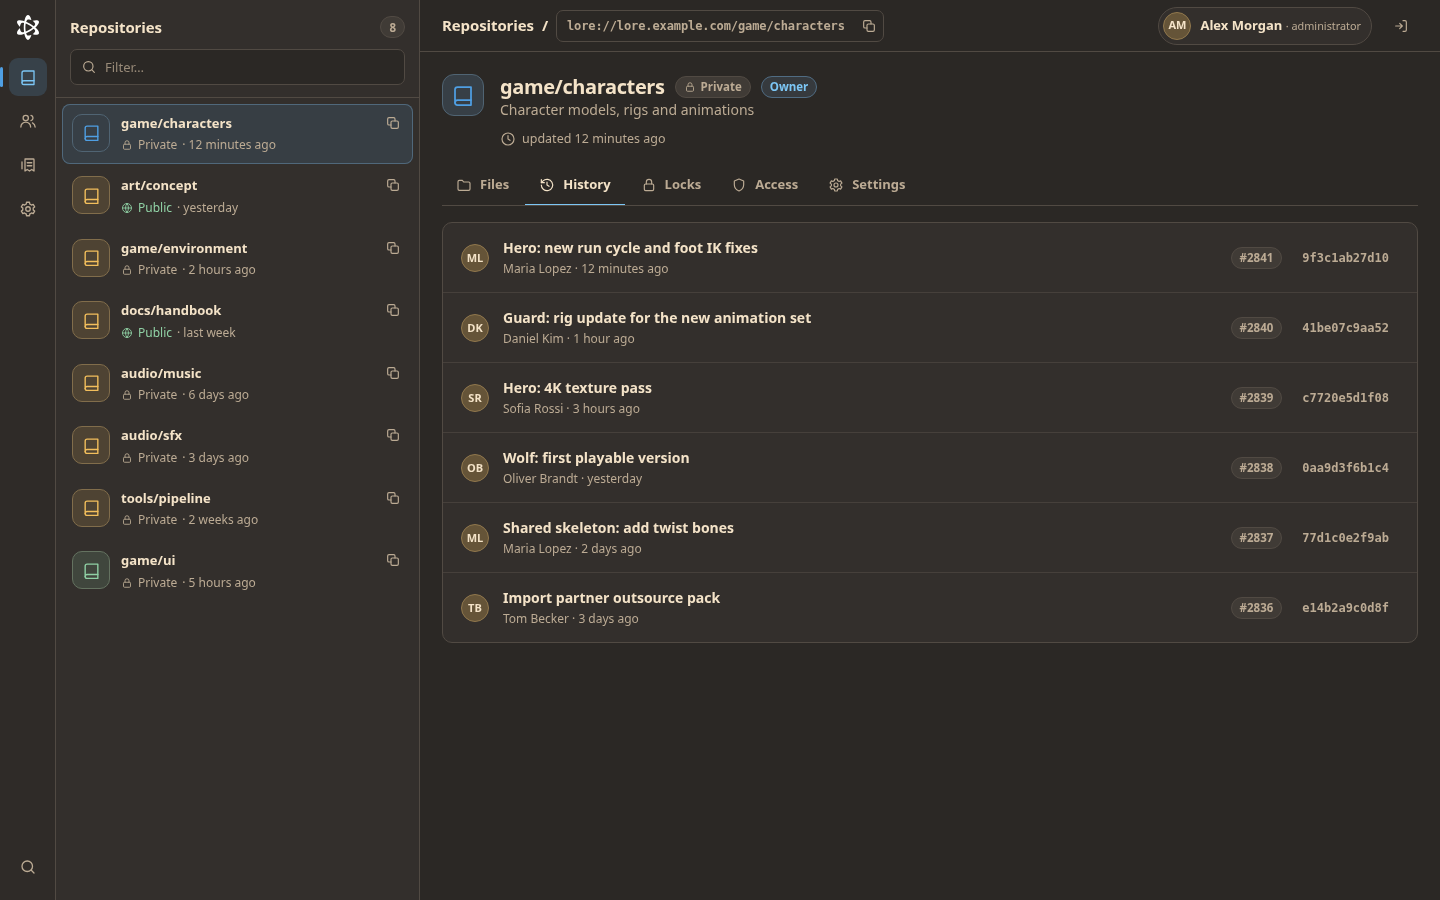 Repositories
8
Filter...
game/characters
Private · 12 minutes ago
art/concept
Public · yesterday
game/environment
Private · 2 hours ago
docs/handbook
Public · last week
audio/music
Private · 6 days ago
audio/sfx
Private · 3 days ago
tools/pipeline
Private · 2 weeks ago
game/ui
Private · 5 hours ago
Repositories / lore://lore.example.com/game/characters
AM Alex Morgan · administrator
game/characters Private Owner
Character models, rigs and animations
updated 12 minutes ago
Files History Locks Access Settings
ML Hero: new run cycle and foot IK fixes #2841 9f3c1ab27d10
Maria Lopez · 12 minutes ago
DK Guard: rig update for the new animation set #2840 41be07c9aa52
Daniel Kim · 1 hour ago
SR Hero: 4K texture pass #2839 c7720e5d1f08
Sofia Rossi · 3 hours ago
OB Wolf: first playable version #2838 0aa9d3f6b1c4
Oliver Brandt · yesterday
ML Shared skeleton: add twist bones #2837 77d1c0e2f9ab
Maria Lopez · 2 days ago
TB Import partner outsource pack #2836 e14b2a9c0d8f
Tom Becker · 3 days ago